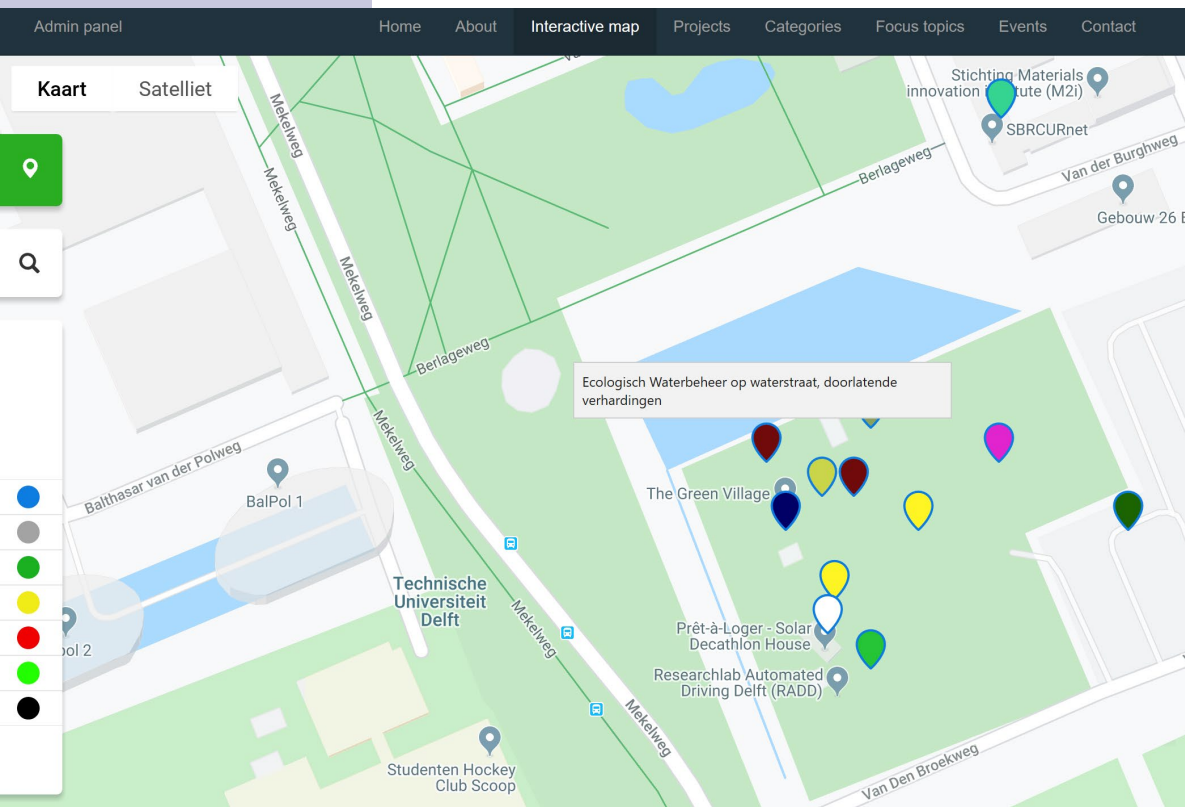 Admin panel
Home
About
Interactive map
Projects
Categories
Focus topics
Events
Contact
Kaart
Satelliet
Mekelweg
Mekelweg
Mekelweg
Stichting Materials
innovation institute (M2i)
SBRCURnet
Van der Burghweg
Berlageweg
Gebouw 26
Berlageweg
Ecologisch Waterbeheer op waterstraat, doorlatende
verhardingen
Mekelweg
Balthasar van der Polweg
BalPol 1
The Green Village
Technische
Universiteit
Delft
Mekelweg
Prêt-à-Loger - Solar
Decathlon House
pol 2
Researchlab Automated
Driving Delft (RADD)
Mekelweg
Van Den Broekweg
Studenten Hockey
Club Scoop